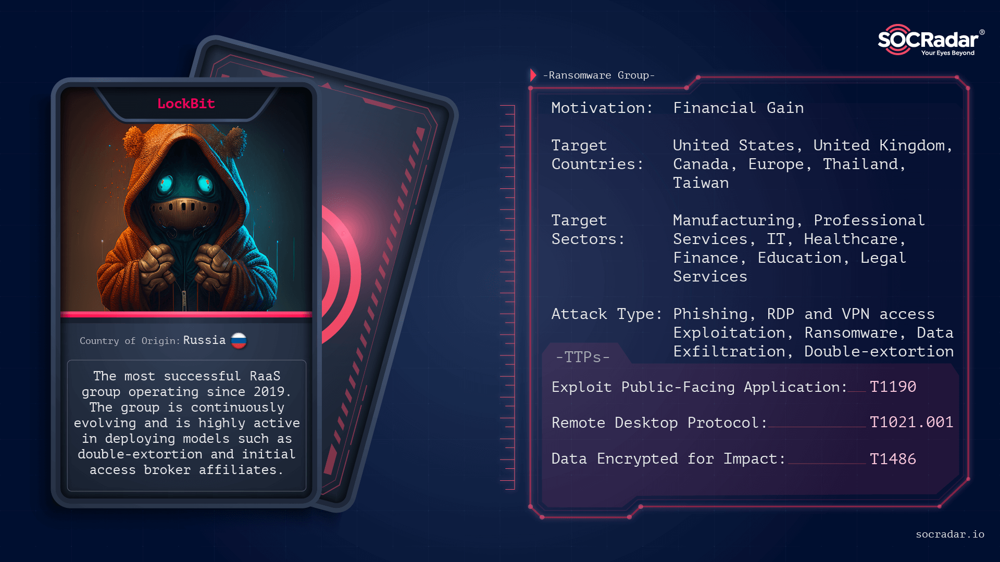 SOCRadar®
Your Eyes Beyond
LockBit
Country of Origin: Russia
The most successful RaaS
group operating since 2019.
The group is continuously
evolving and is highly active
in deploying models such as
double-extortion and initial
access broker affiliates.
-Ransomware Group-
Motivation: Financial Gain
Target Countries: United States, United Kingdom,
Canada, Europe, Thailand,
Taiwan
Target Sectors: Manufacturing, Professional
Services, IT, Healthcare,
Finance, Education, Legal
Services
Attack Type: Phishing, RDP and VPN access
Exploitation, Ransomware, Data
Exfiltration, Double-extortion
-TTPs-
Exploit Public-Facing Application: T1190
Remote Desktop Protocol: T1021.001
Data Encrypted for Impact: T1486
socradar.io